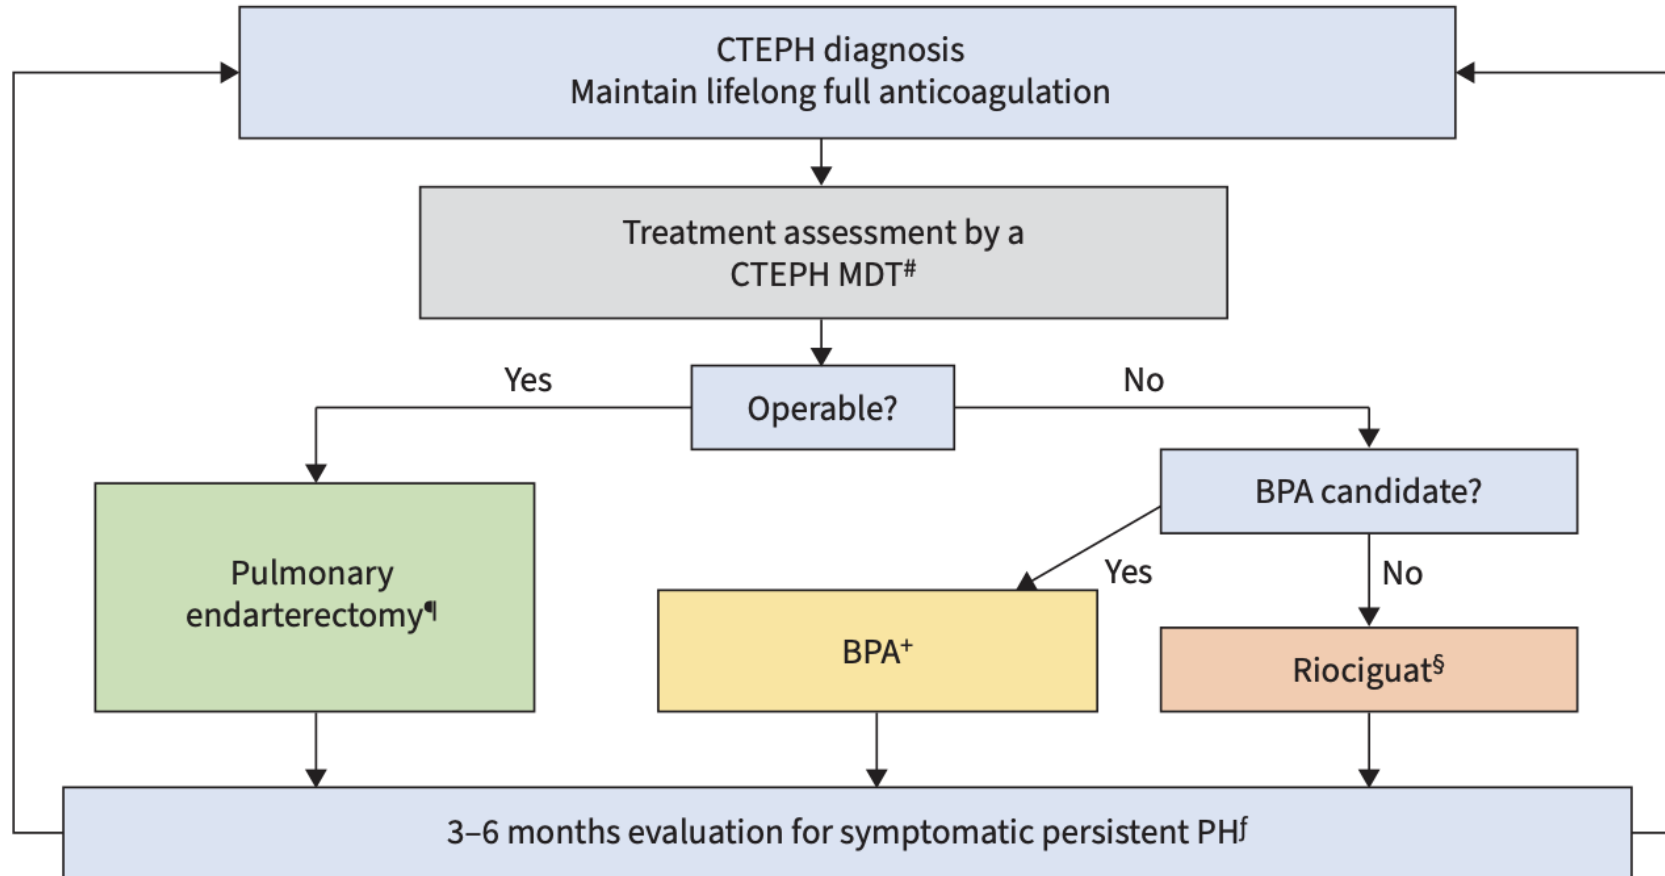 CTEPH diagnosis
Maintain lifelong full anticoagulation
Treatment assessment by a
CTEPH MDT#
Operable?
Yes
No
Pulmonary
endarterectomy¶
BPA candidate?
Yes
No
BPA+
Riociguat§
3–6 months evaluation for symptomatic persistent PHƒ